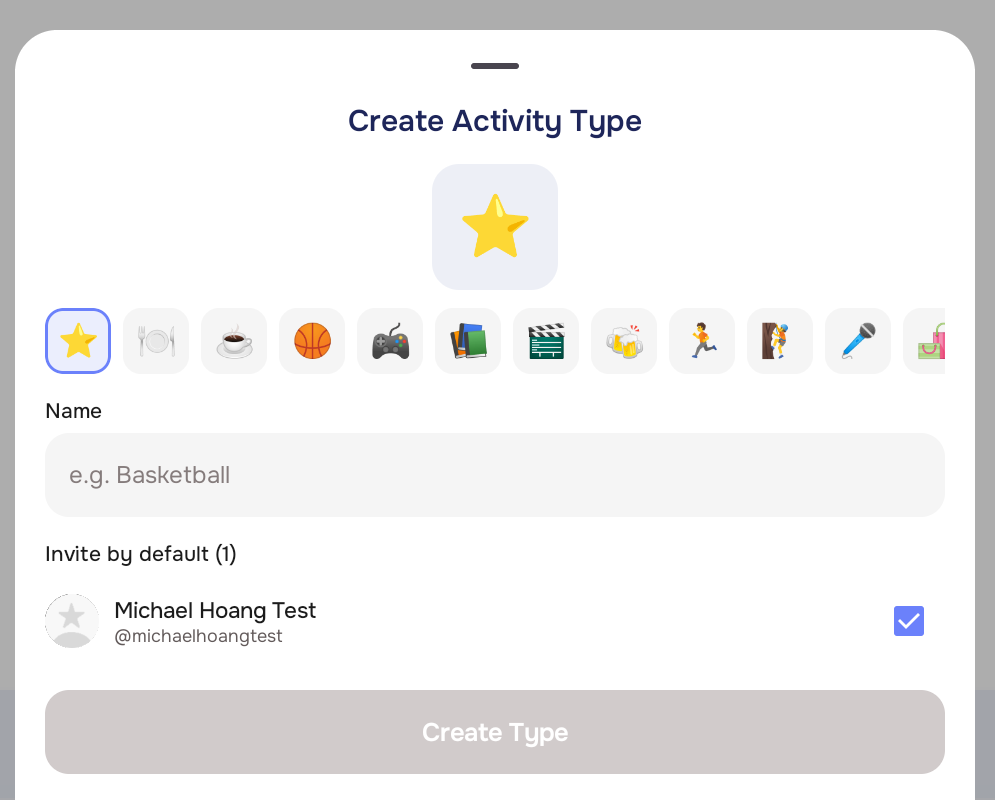 Create Activity Type
Name
e.g. Basketball
Invite by default (1)
Michael Hoang Test
@michaelhoangtest
Create Type